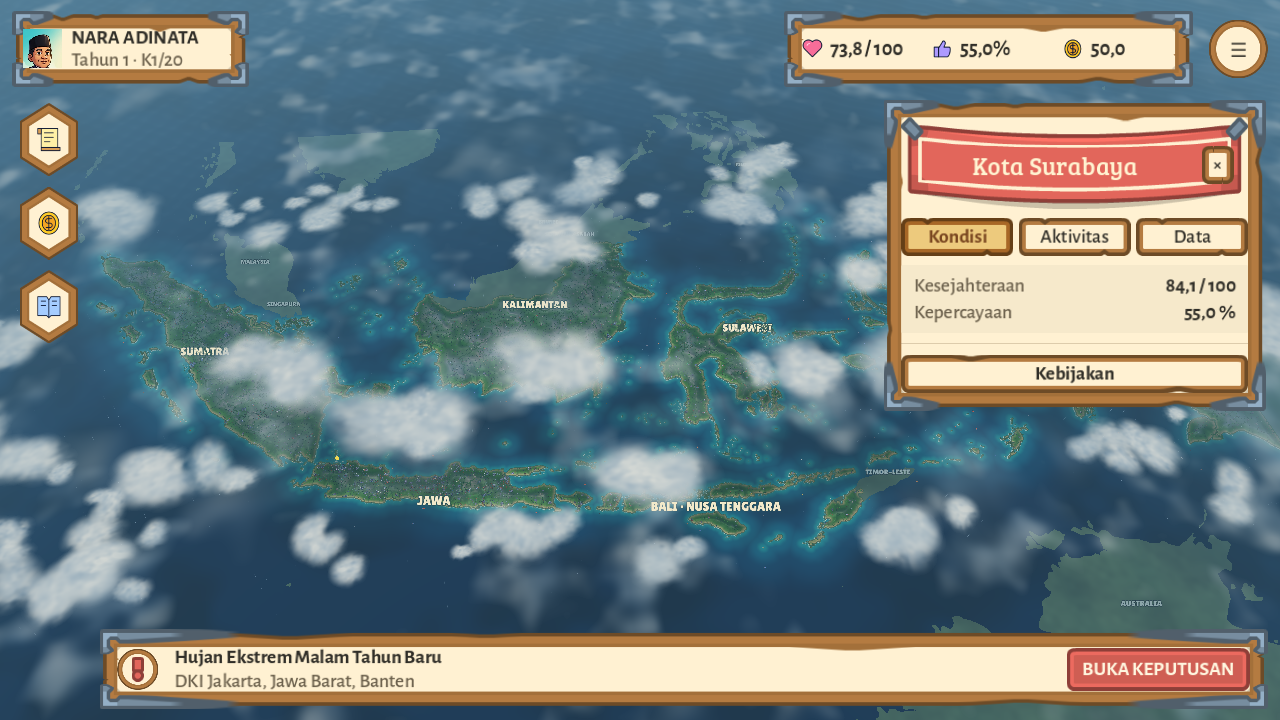 NARA ADINATA
Tahun 1 · K1/20
73,8/100
55,0%
50,0
Kota Surabaya
×
Kondisi
Aktivitas
Data
Kesejahteraan
84,1/100
Kepercayaan
55,0 %
Kebijakan
MALAYSIA
SINGAPURA
KALIMANTAN
SULAWESI
SUMATRA
TIMOR-LESTE
JAWA
BALI · NUSA TENGGARA
AUSTRALIA
Hujan Ekstrem Malam Tahun Baru
DKI Jakarta, Jawa Barat, Banten
BUKA KEPUTUSAN